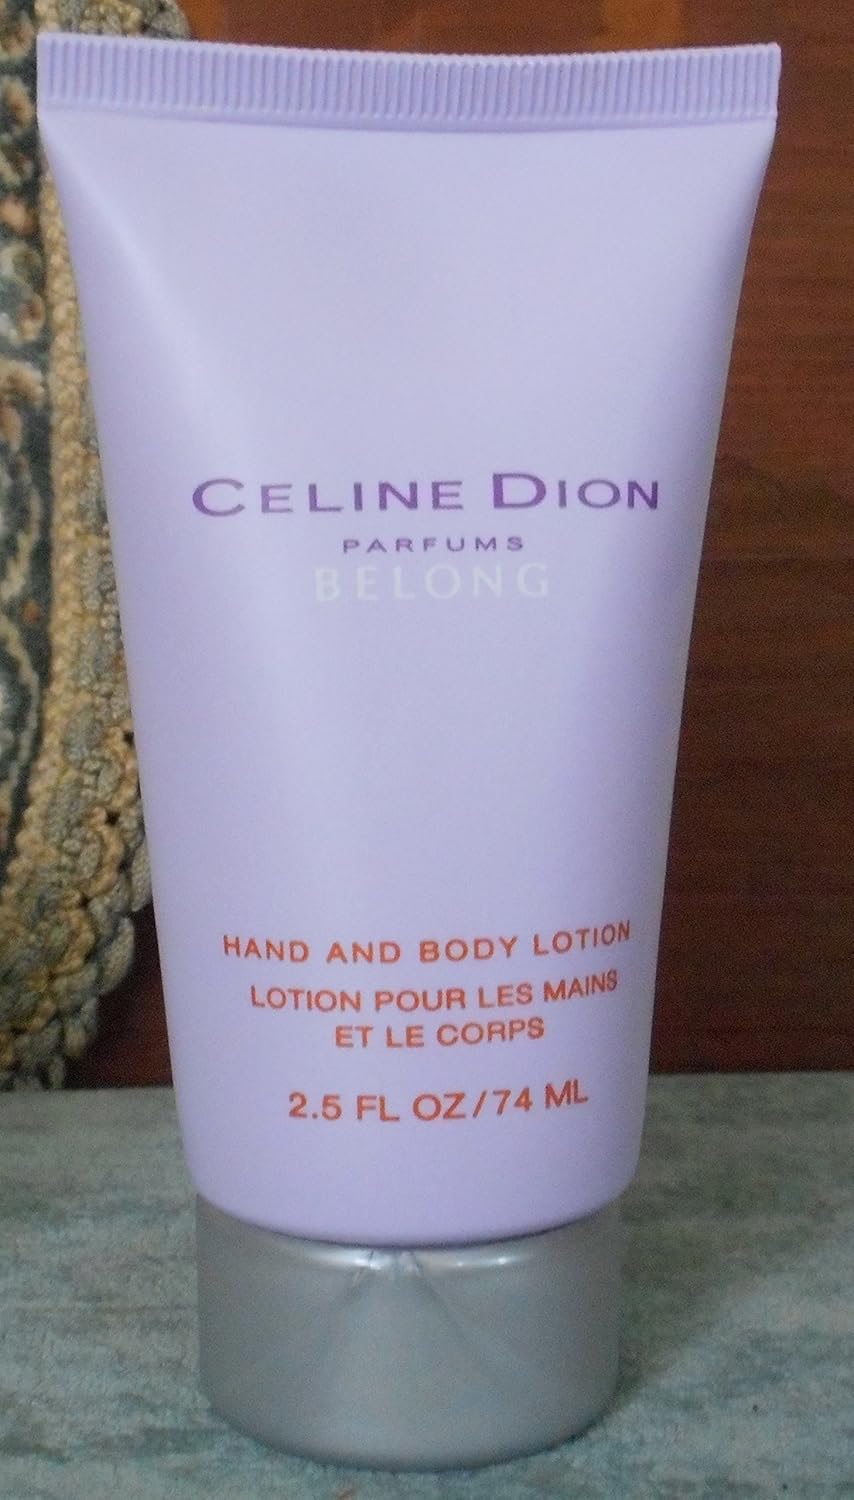 CELINE DION
PARFUMS
BELONG
HAND AND BODY LOTION
LOTION POUR LES MAINS
ET LE CORPS
2.5 FL OZ/74 ML